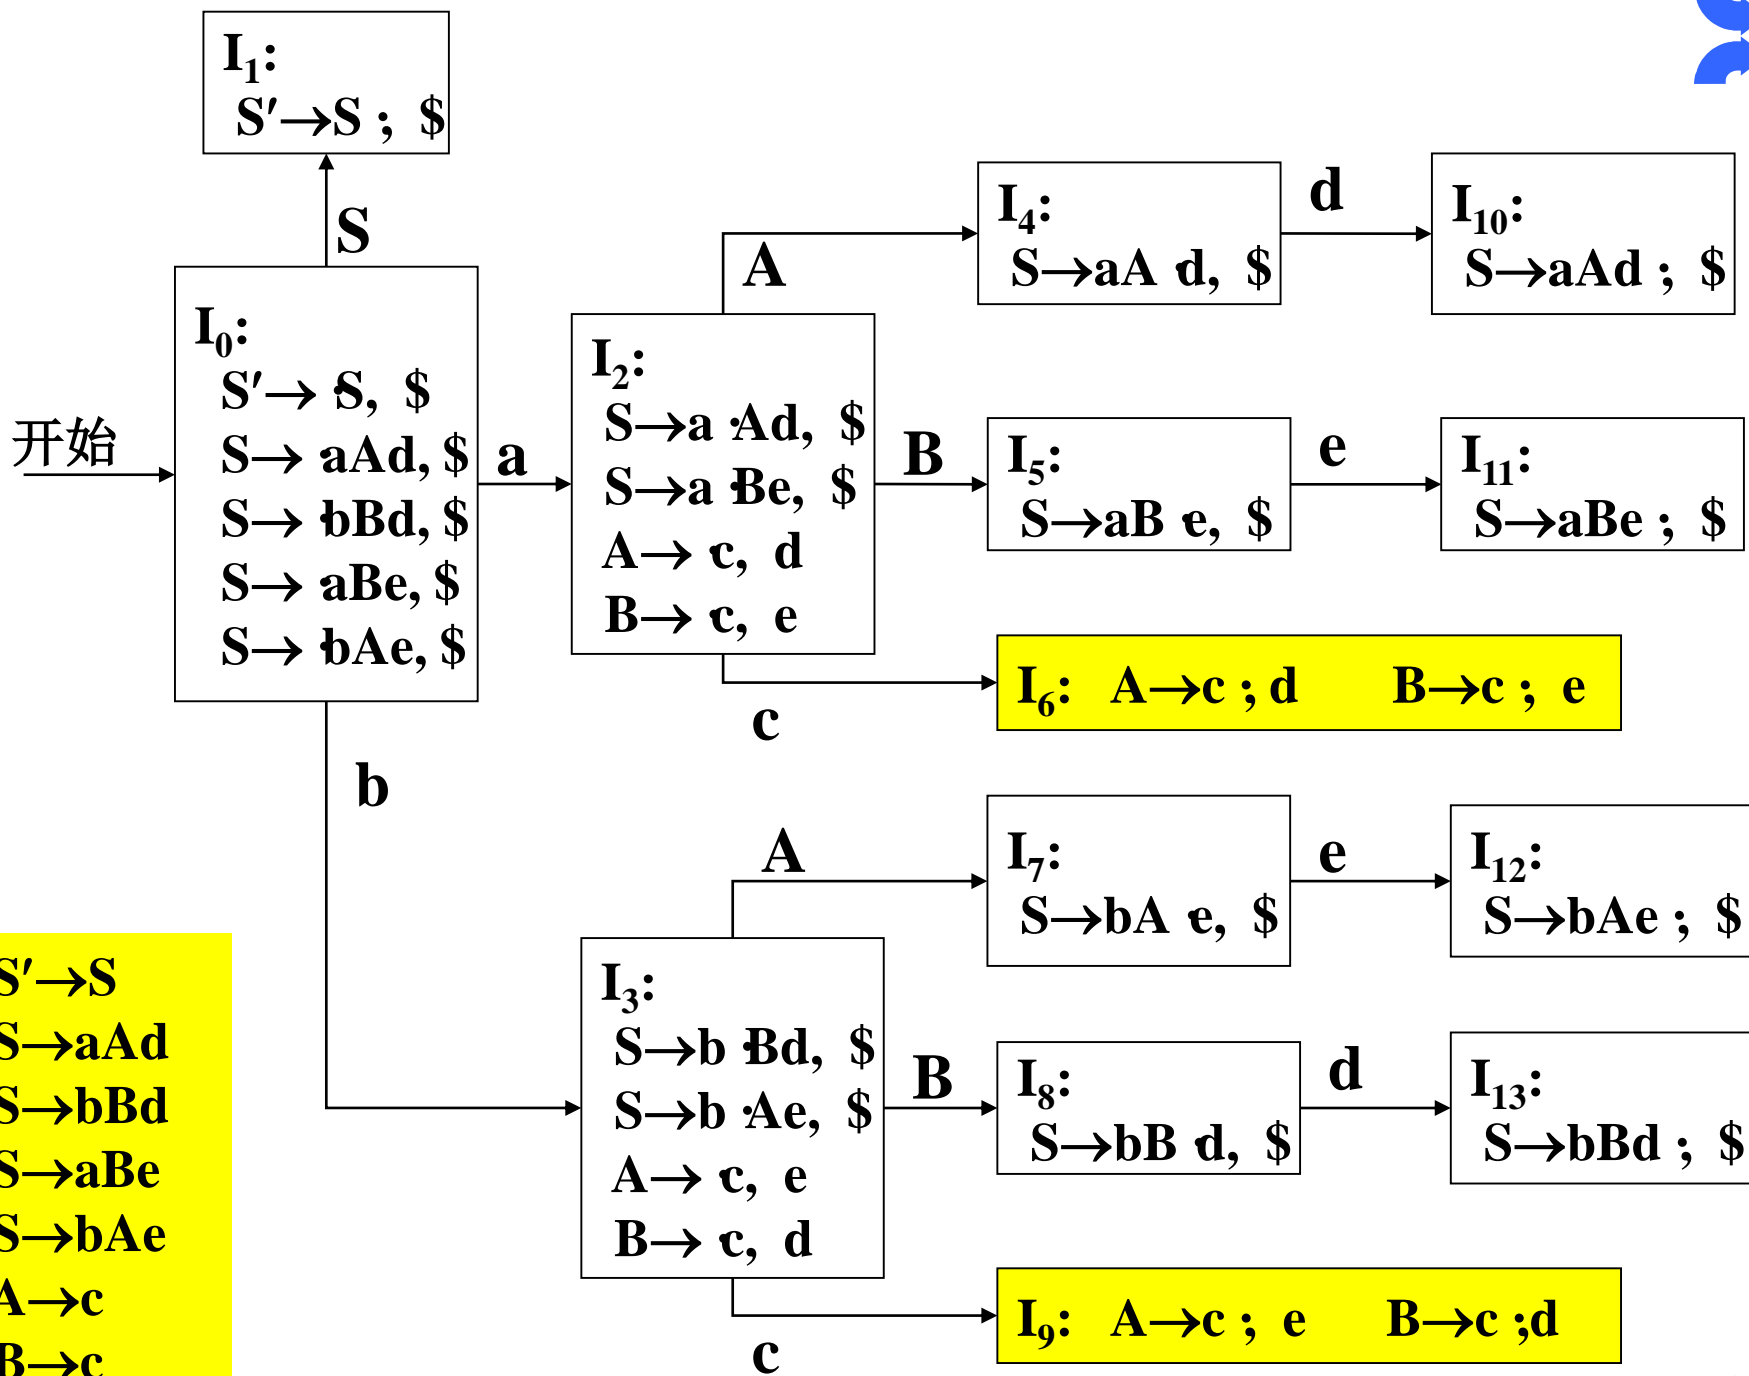 I1:
S′→S·, $
S
I0:
S′→ ·S, $
S→ ·aAd, $
S→ ·bBd, $
S→ ·aBe, $
S→ ·bAe, $
开始
a
b
I2:
S→a ·Ad, $
S→a ·Be, $
A→ ·c, d
B→ ·c, e
A
B
c
I4:
S→aA ·d, $
d
I10:
S→aAd ·, $
I5:
S→aB ·e, $
e
I11:
S→aBe ·, $
I6: A→c ·, d B→c ·, e
I3:
S→b ·Bd, $
S→b ·Ae, $
A→ ·c, e
B→ ·c, d
A
B
c
I7:
S→bA ·e, $
e
I12:
S→bAe ·, $
I8:
S→bB ·d, $
d
I13:
S→bBd ·, $
I9: A→c ·, e B→c ·,d
S′→S
S→aAd
S→bBd
S→aBe
S→bAe
A→c
B→c